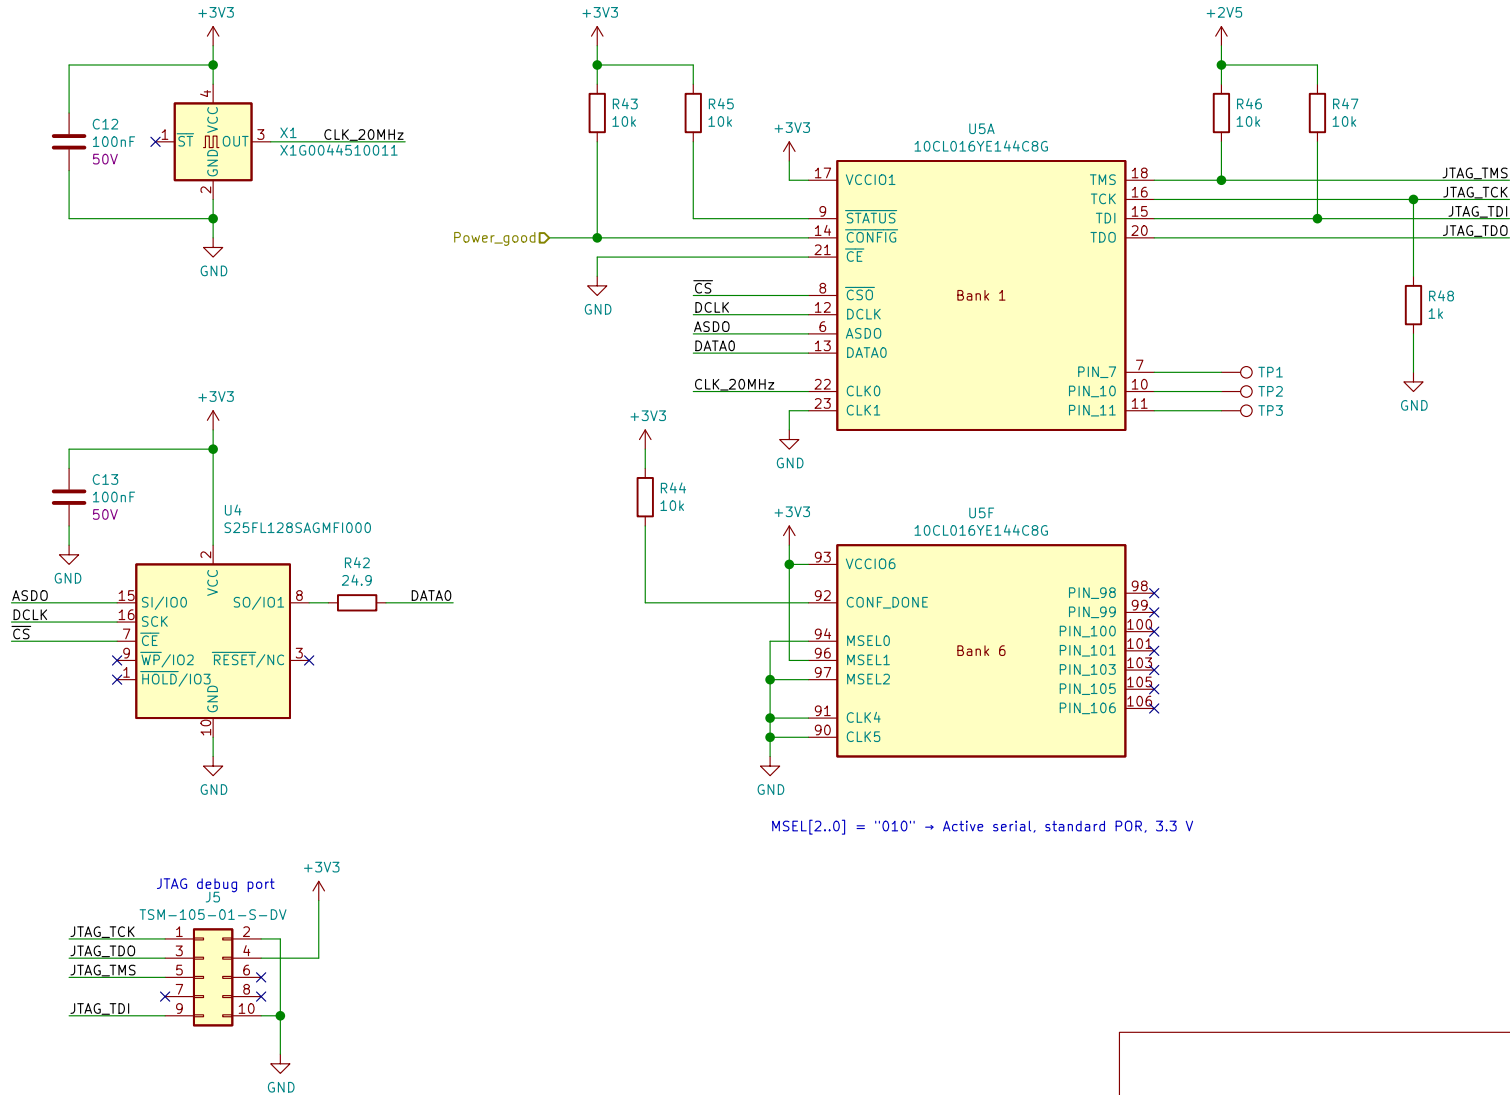 +3V3
C12
100nF
50V
4
VCC
1
ST
OUT
3
GND
2
X1
X1G0044510011
CLK_20MHz
GND
+3V3
R43
10k
R45
10k
+3V3
Power_good
GND
U5A
10CL016YE144C8G
17 VCCIO1
9 STATUS
14 CONFIG
21 CE
CS 8 CSO
DCLK 12 DCLK
ASDO 6 ASDO
DATA0 13 DATA0
CLK_20MHz 22 CLK0
23 CLK1
GND
Bank 1
TMS 18 JTAG_TMS
TCK 16 JTAG_TCK
TDI 15 JTAG_TDI
TDO 20 JTAG_TDO
PIN_7 7 TP1
PIN_10 10 TP2
PIN_11 11 TP3
+2V5
R46
10k
R47
10k
R48
1k
GND
+3V3
C13
100nF
50V
GND
U4
S25FL128SAGMFI000
2
VCC
ASDO 15 SI/IO0
DCLK 16 SCK
CS 7 CE
9 WP/IO2
1 HOLD/IO3
SO/IO1 8
RESET/NC 3
GND
10
GND
R42
24.9
DATA0
+3V3
R44
10k
+3V3
U5F
10CL016YE144C8G
93 VCCIO6
92 CONF_DONE
94 MSEL0
96 MSEL1
97 MSEL2
91 CLK4
90 CLK5
Bank 6
PIN_98 98
PIN_99 99
PIN_100 100
PIN_101 101
PIN_103 103
PIN_105 105
PIN_106 106
GND
MSEL[2..0] = "010" → Active serial, standard POR, 3.3 V
+3V3
JTAG debug port
J5
TSM-105-01-S-DV
JTAG_TCK 1 2
JTAG_TDO 3 4
JTAG_TMS 5 6
7 8
JTAG_TDI 9 10
GND